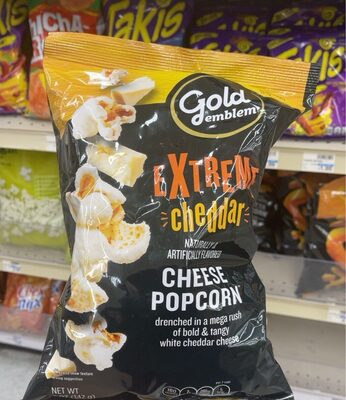 Takis
Gold
emblem
EXTREME
cheddar
NATURALLY &
ARTIFICIALLY FLAVORED
CHEESE
POPCORN
drenched in a mega rush
of bold & tangy
white cheddar cheese
NET WT